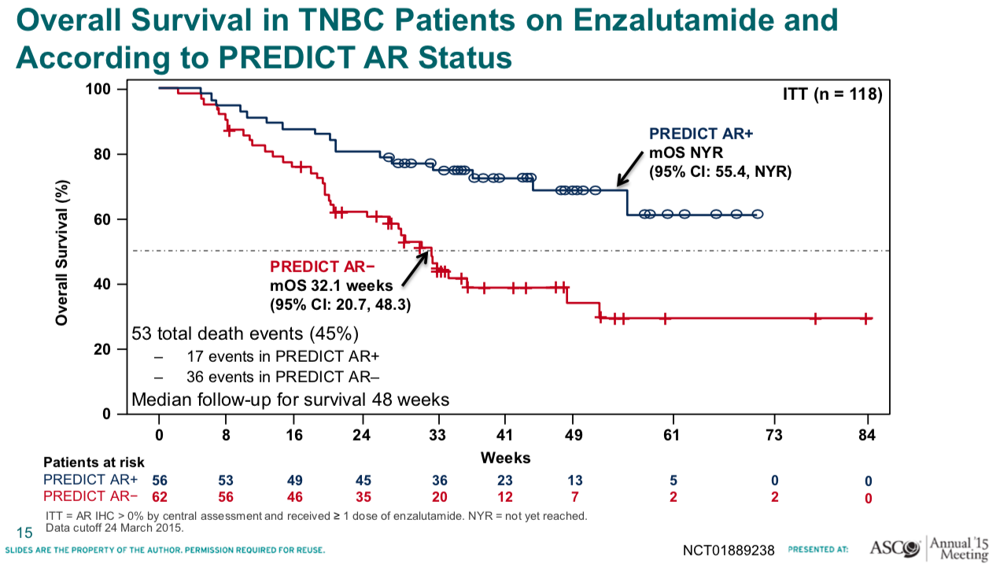 Overall Survival in TNBC Patients on Enzalutamide and
According to PREDICT AR Status
ITT (n = 118)
PREDICT AR+
mOS NYR
(95% CI: 55.4, NYR)
PREDICT AR−
mOS 32.1 weeks
(95% CI: 20.7, 48.3)
53 total death events (45%)
– 17 events in PREDICT AR+
– 36 events in PREDICT AR–
Median follow-up for survival 48 weeks
Overall Survival (%)
100
80
60
40
20
0
0 8 16 24 33 41 49 61 73 84
Weeks
Patients at risk
PREDICT AR+ 56 53 49 45 36 23 13 5 0 0
PREDICT AR− 62 56 46 35 20 12 7 2 2 0
ITT = AR IHC > 0% by central assessment and received ≥ 1 dose of enzalutamide. NYR = not yet reached.
Data cutoff 24 March 2015.
15
SLIDES ARE THE PROPERTY OF THE AUTHOR. PERMISSION REQUIRED FOR REUSE.
NCT01889238
PRESENTED AT:
ASCO
Annual '15
Meeting